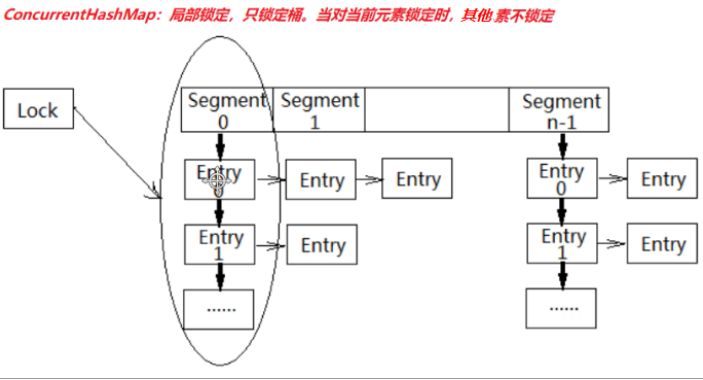 ConcurrentHashMap：局部锁定，只锁定桶。当对当前元素锁定时，其他 素不锁定
Lock
Segment
0
Segment
1
Segment
n-1
Entry
Entry
Entry
Entry
0
Entry
Entry
1
Entry
Entry
1
Entry
......
......